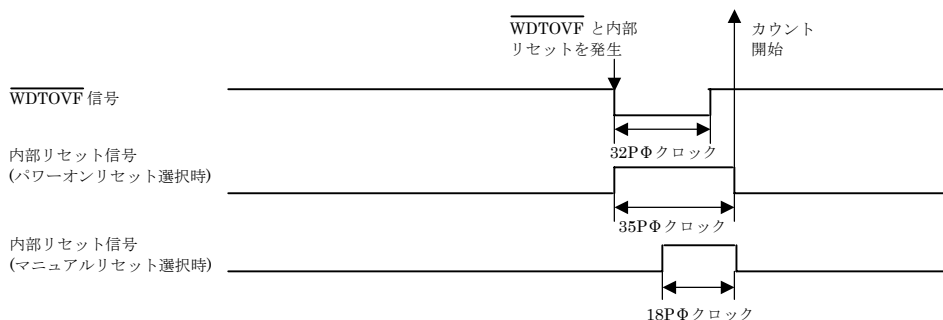 WDTOVF と内部
リセットを発生
カウント
開始
WDTOVF 信号
32PΦクロック
内部リセット信号
(パワーオンリセット選択時)
35PΦクロック
内部リセット信号
(マニュアルリセット選択時)
18PΦクロック